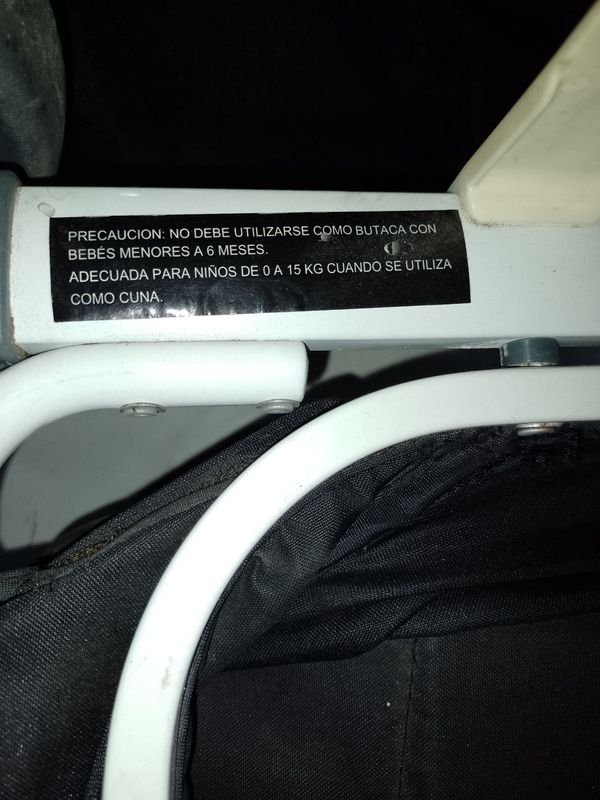 PRECAUCION: NO DEBE UTILIZARSE COMO BUTACA CON
BEBÉS MENORES A 6 MESES.
ADECUADA PARA NIÑOS DE 0 A 15 KG CUANDO SE UTILIZA
COMO CUNA.